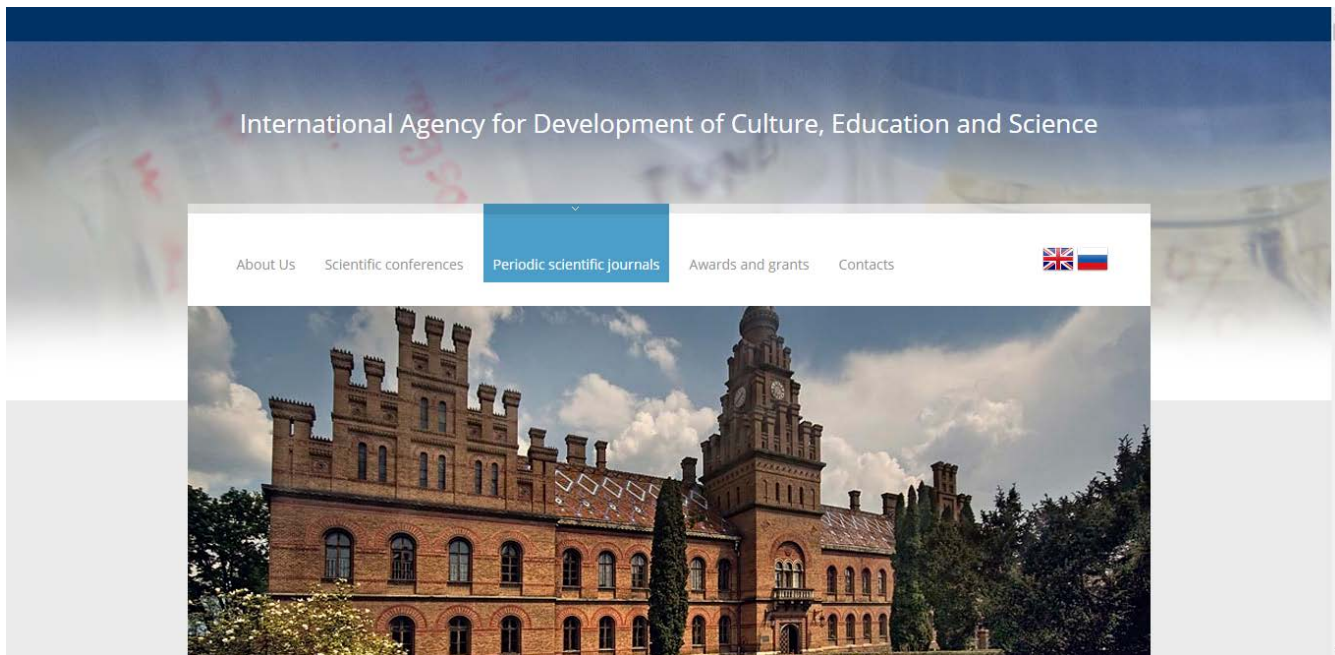 International Agency for Development of Culture, Education and Science
About Us Scientific conferences Periodic scientific journals Awards and grants Contacts